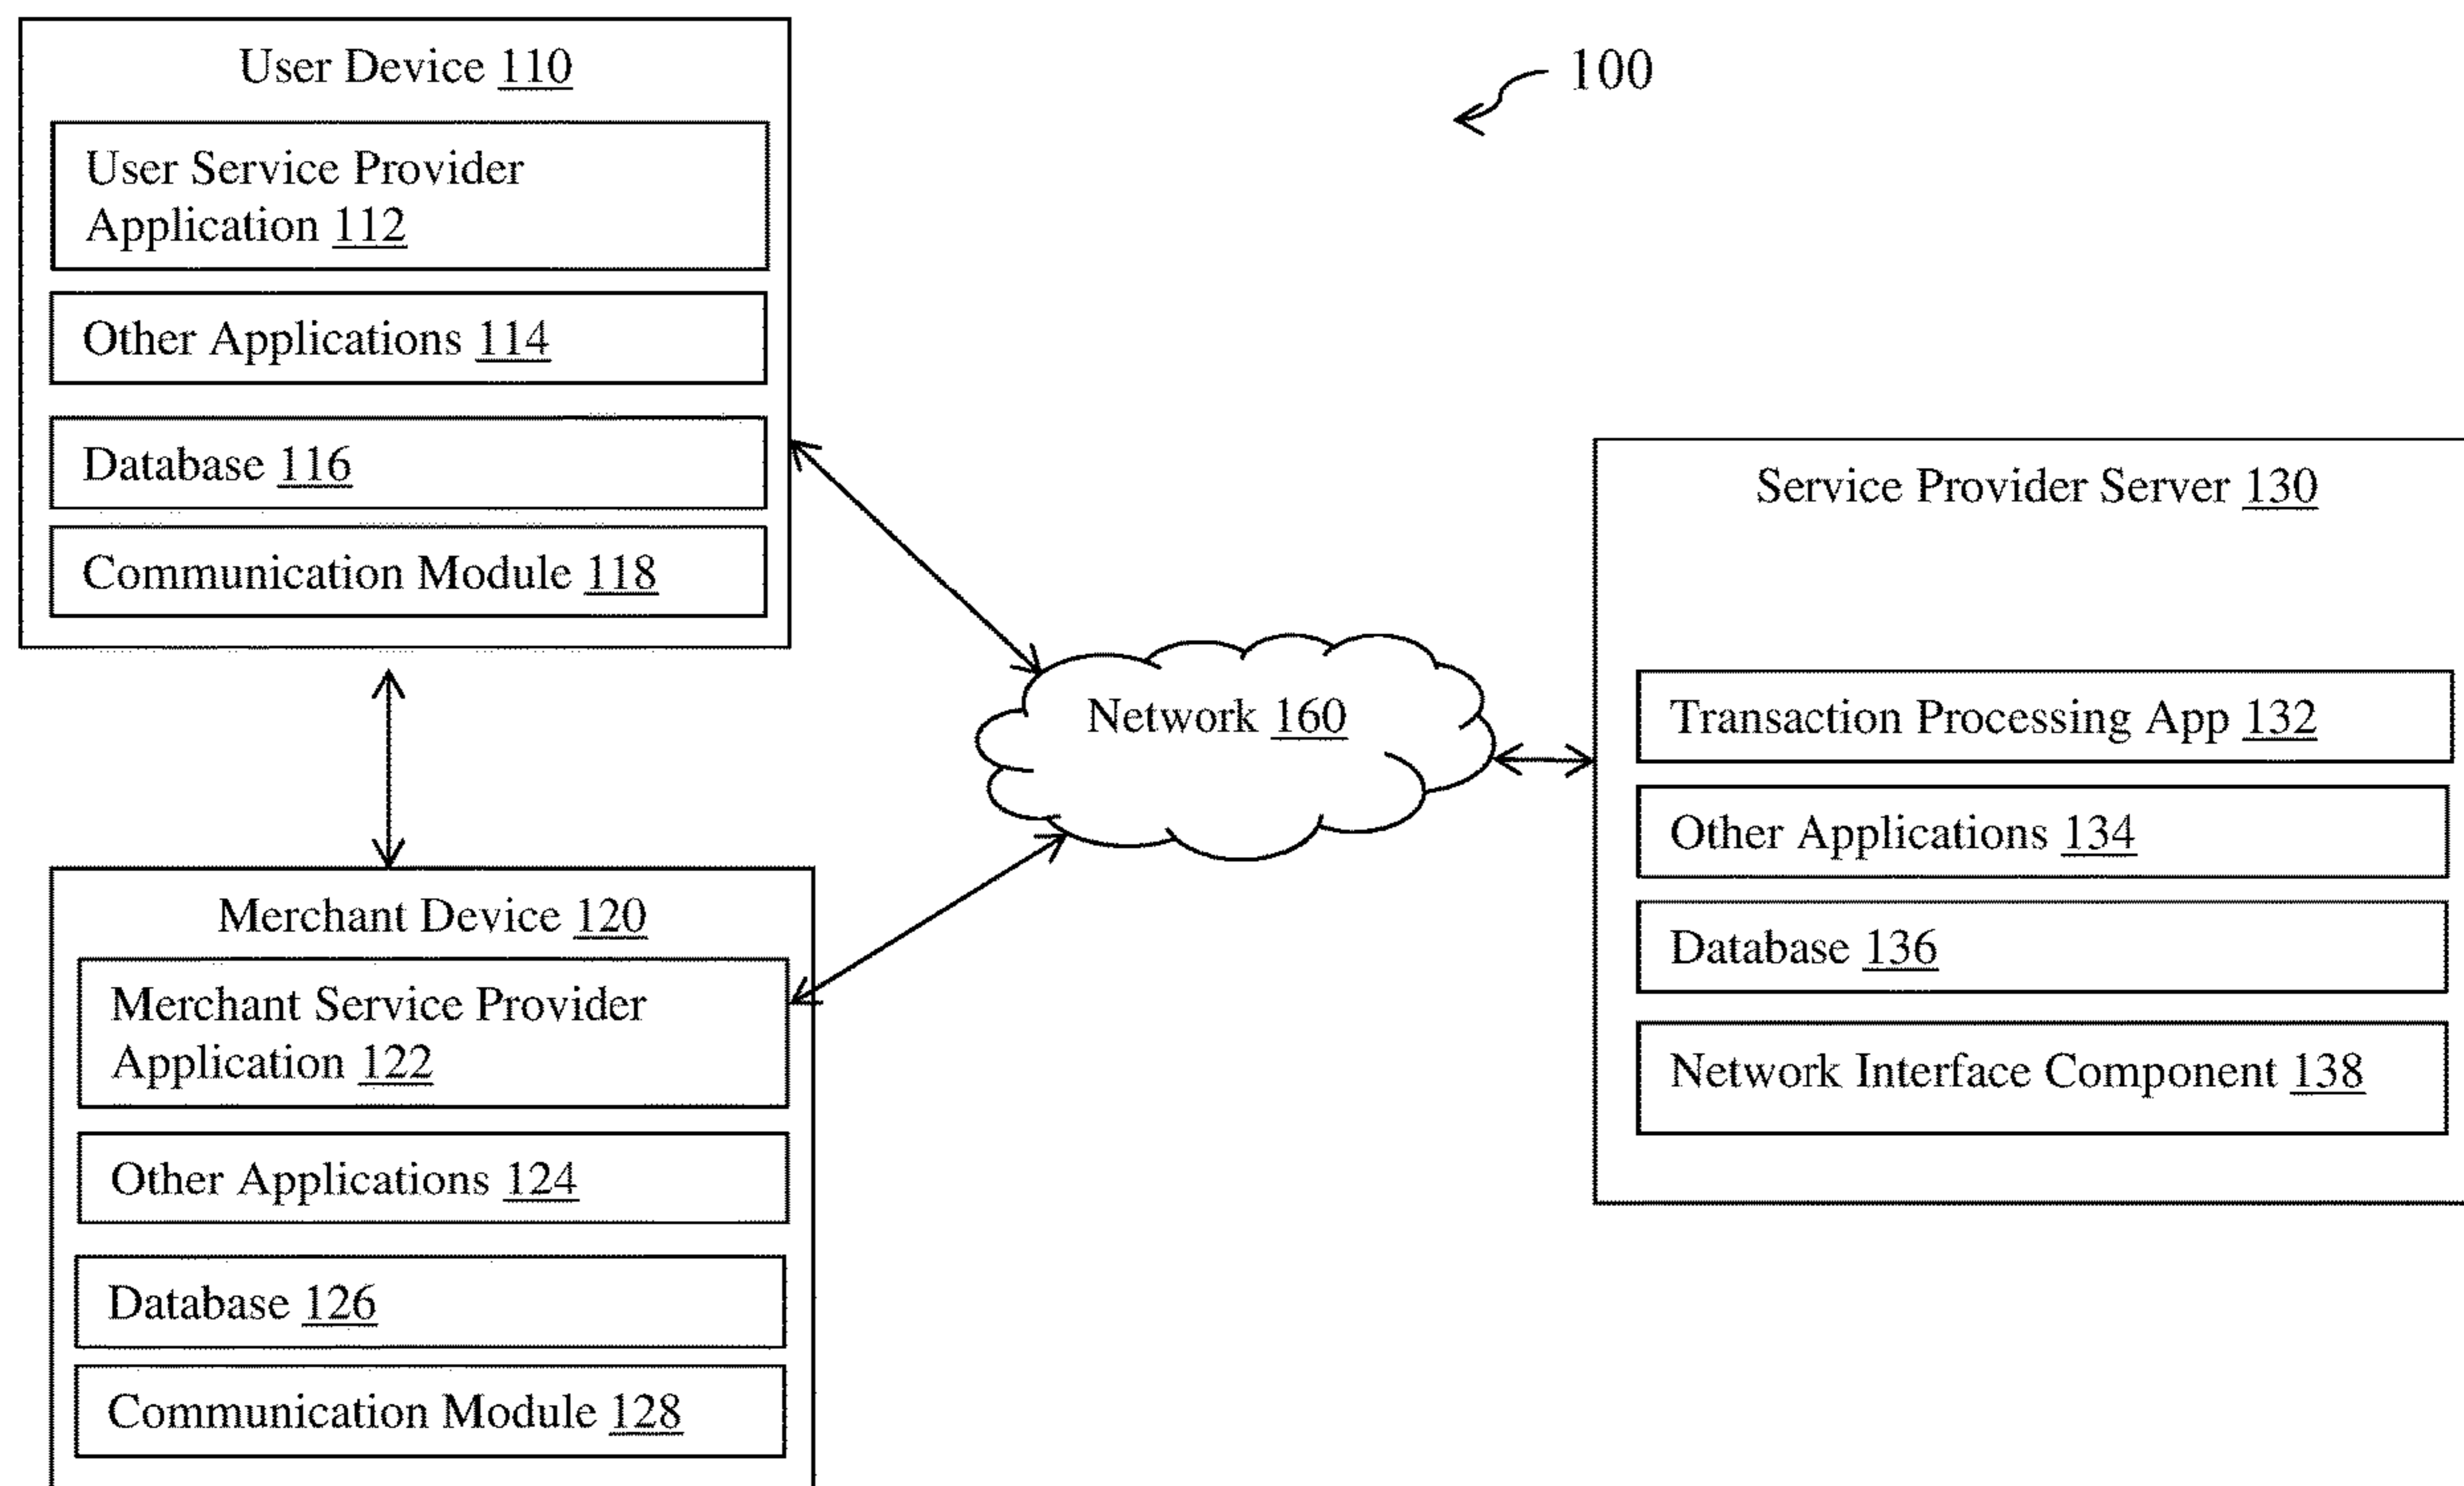 User Device 110
User Service Provider
Application 112
Other Applications 114
Database 116
Communication Module 118
100
Network 160
Service Provider Server 130
Transaction Processing App 132
Other Applications 134
Database 136
Network Interface Component 138
Merchant Device 120
Merchant Service Provider
Application 122
Other Applications 124
Database 126
Communication Module 128